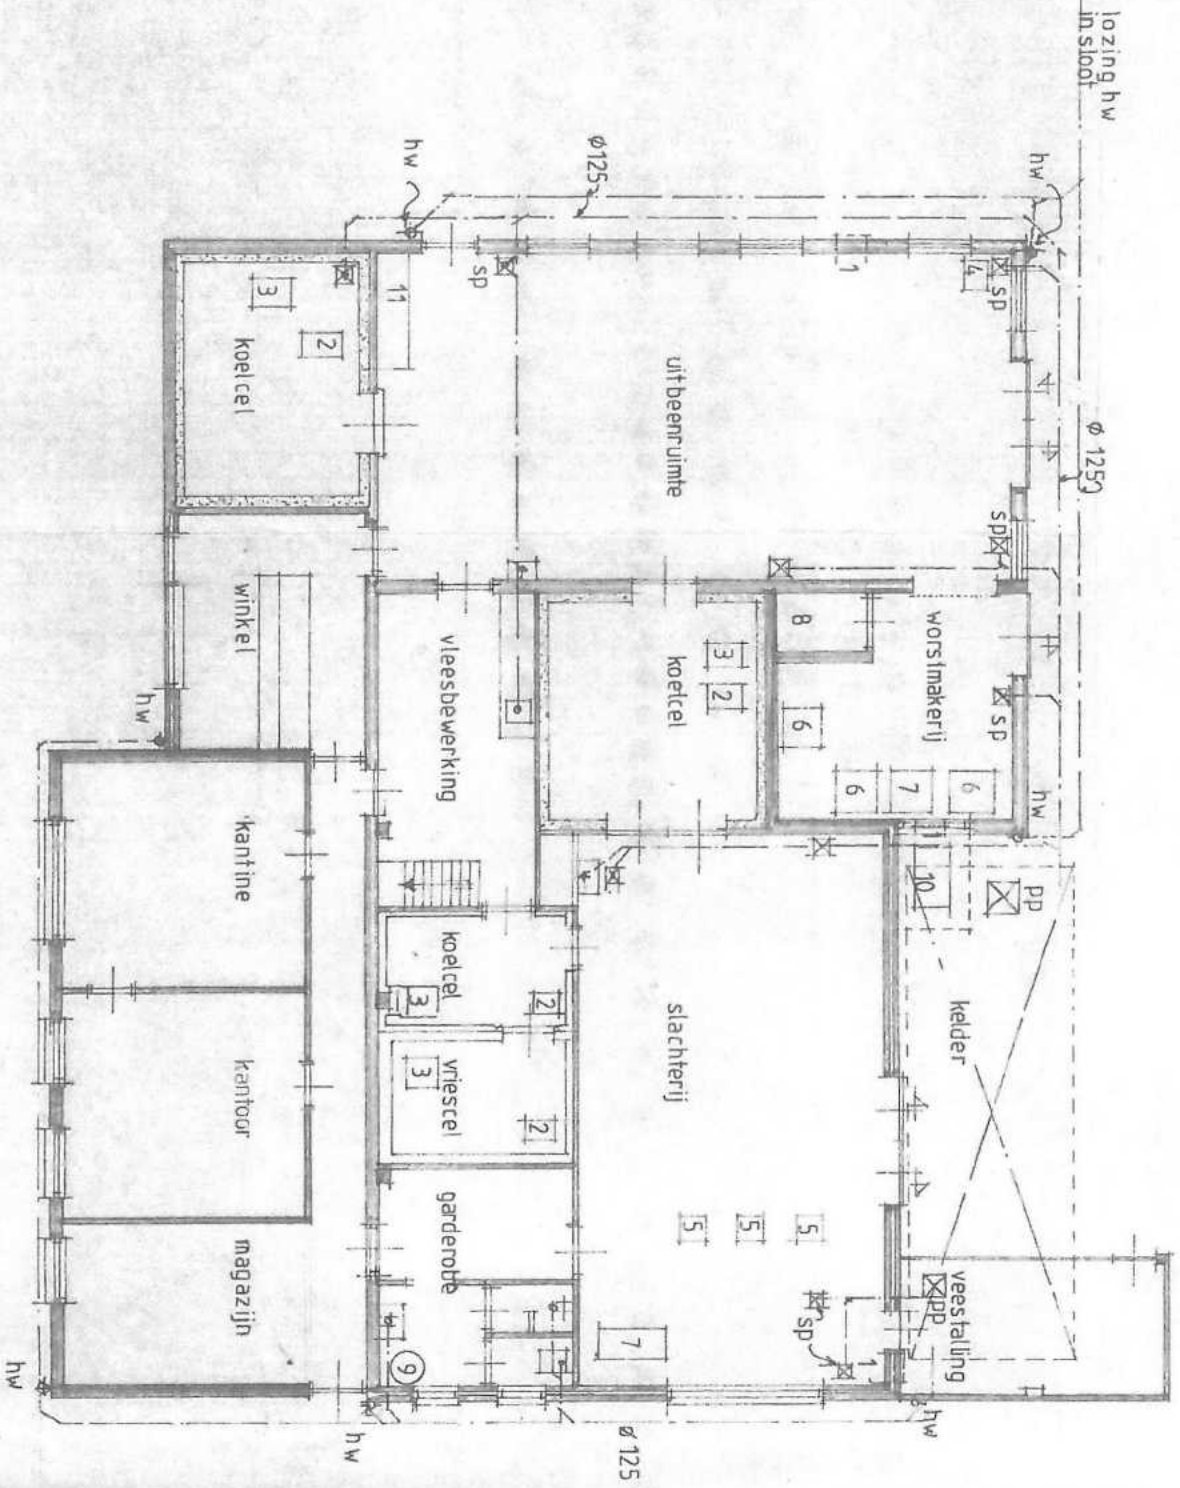 lozing hw
in sloot
hw
Ø125
hw
Ø 125
sp
4
1
sp
sp
11
3
2
koelcel
uitbeenruimte
winkel
hw
vleesbewerking
koelcel
3
2
8
worstmakerij
6
sp
6
7
6
hw
kantine
kantoor
magazijn
koelcel
3
2
vriescel
3
2
garderobe
9
slachterij
5
5
5
7
sp
1
10
pp
kelder
veestalling
pp
hw
hw
hw
Ø 125